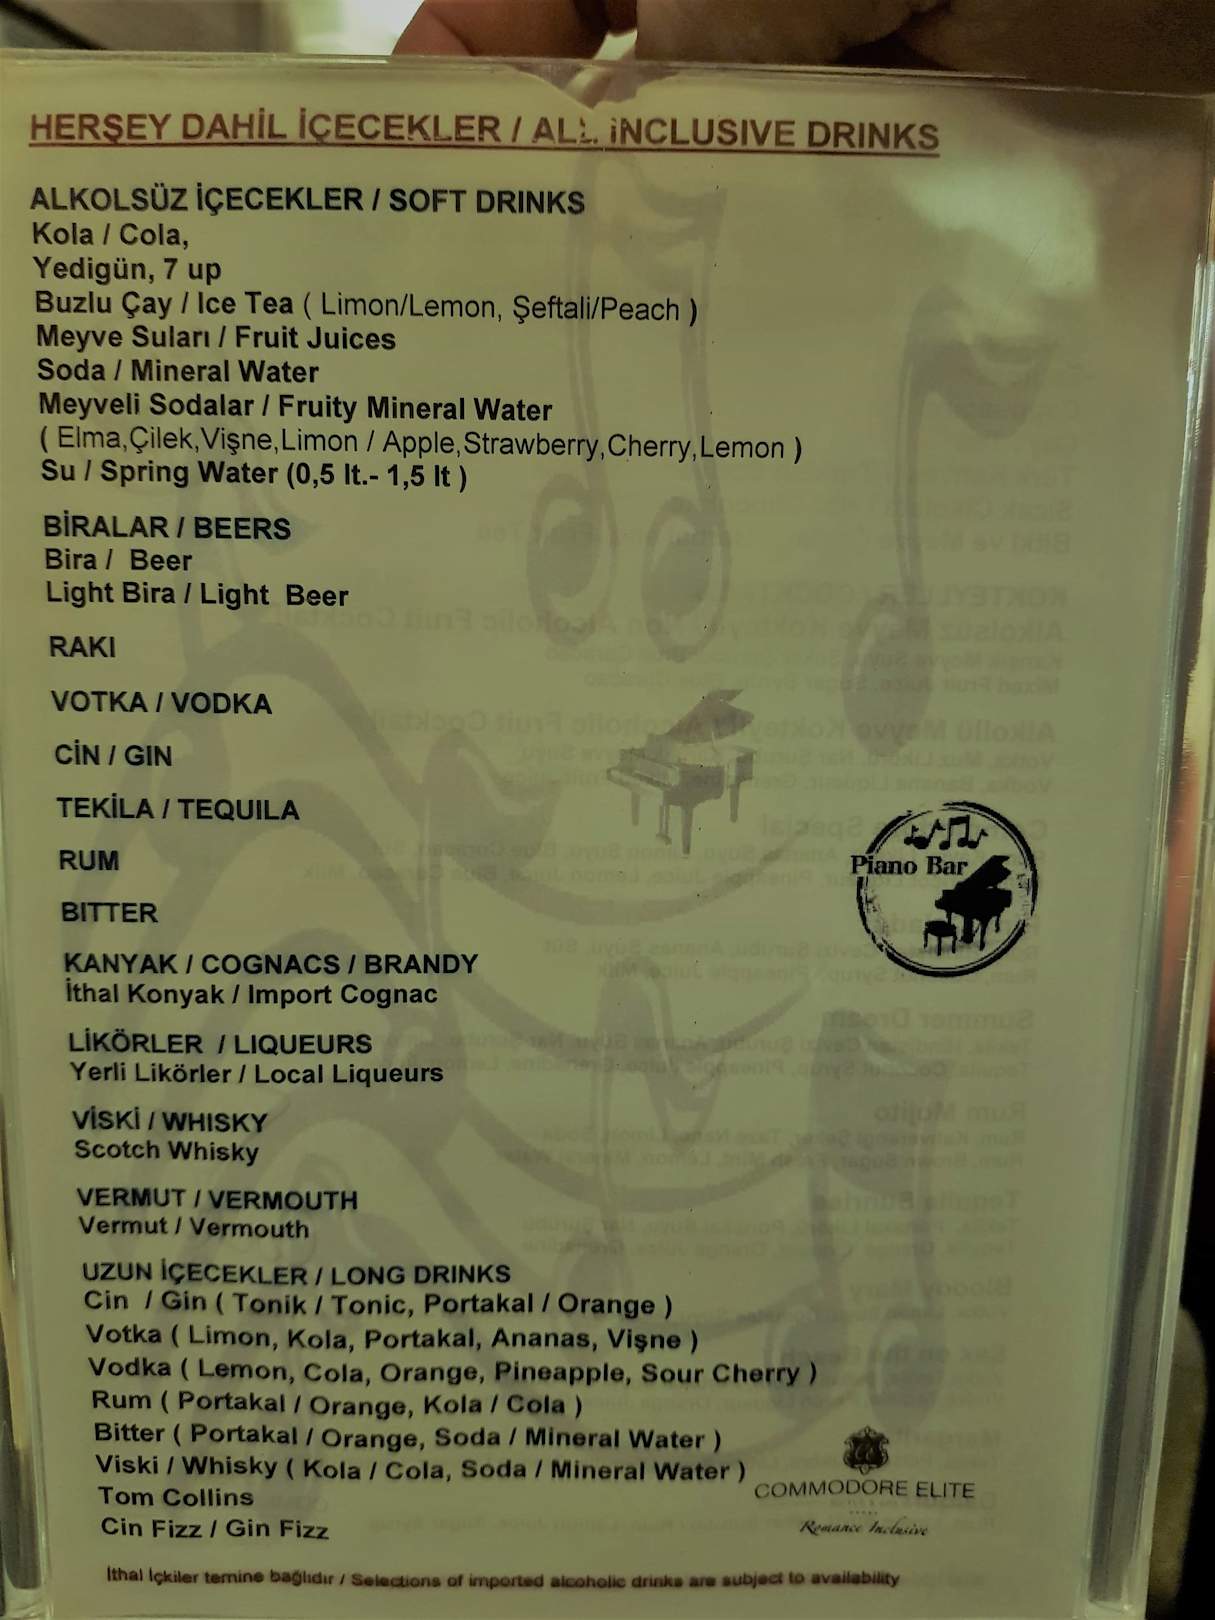 HERŞEY DAHİL İÇECEKLER / ALL İNCLUSIVE DRINKS
ALKOLSÜZ İÇECEKLER / SOFT DRINKS
Kola / Cola,
Yedigün, 7 up
Buzlu Çay / Ice Tea ( Limon/Lemon, Şeftali/Peach )
Meyve Suları / Fruit Juices
Soda / Mineral Water
Meyveli Sodalar / Fruity Mineral Water
( Elma,Çilek,Vişne,Limon / Apple,Strawberry,Cherry,Lemon )
Su / Spring Water (0,5 lt.- 1,5 lt )
BİRALAR / BEERS
Bira / Beer
Light Bira / Light Beer
RAKI
VOTKA / VODKA
CİN / GIN
TEKİLA / TEQUILA
RUM
BITTER
KANYAK / COGNACS / BRANDY
İthal Konyak / Import Cognac
LİKÖRLER / LIQUEURS
Yerli Likörler / Local Liqueurs
VİSKİ / WHISKY
Scotch Whisky
VERMUT / VERMOUTH
Vermut / Vermouth
UZUN İÇECEKLER / LONG DRINKS
Cin / Gin ( Tonik / Tonic, Portakal / Orange )
Votka ( Limon, Kola, Portakal, Ananas, Vişne )
Vodka ( Lemon, Cola, Orange, Pineapple, Sour Cherry )
Rum ( Portakal / Orange, Kola / Cola )
Bitter ( Portakal / Orange, Soda / Mineral Water )
Viski / Whisky ( Kola / Cola, Soda / Mineral Water )
Tom Collins
Cin Fizz / Gin Fizz
İthal İçkiler temine bağlıdır / Selections of imported alcoholic drinks are subject to availability
Piano Bar
COMMODORE ELITE
Romance Inclusive